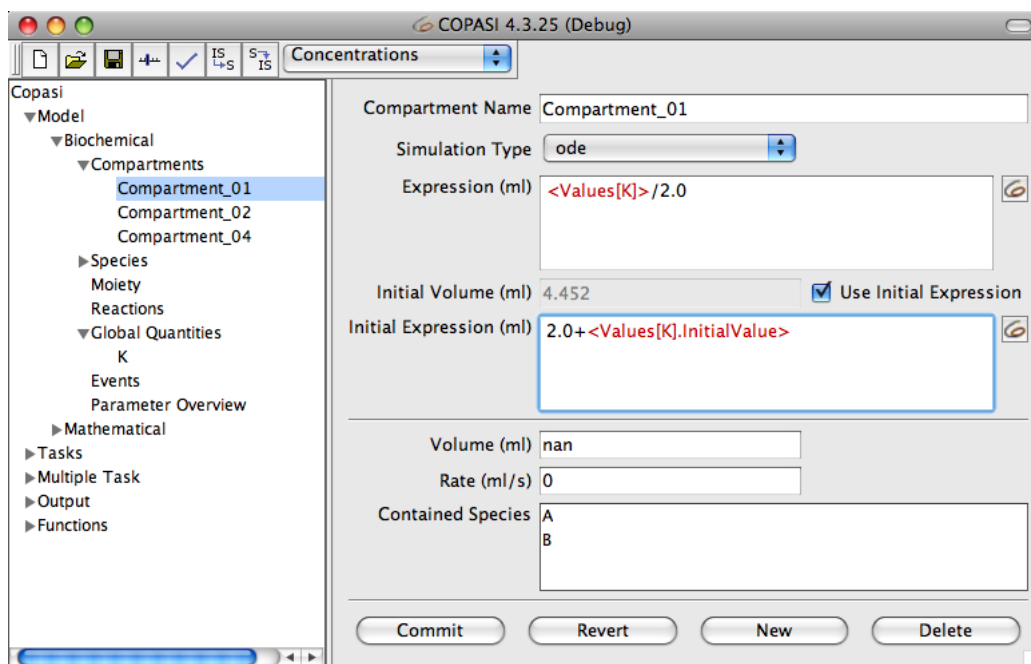 COPASI 4.3.25 (Debug)
IS S S IS Concentrations
Copasi
Model
Biochemical
Compartments
Compartment_01
Compartment_02
Compartment_04
Species
Moiety
Reactions
Global Quantities
K
Events
Parameter Overview
Mathematical
Tasks
Multiple Task
Output
Functions
Compartment Name Compartment_01
Simulation Type ode
Expression (ml) <Values[K]>/2.0
Initial Volume (ml) 4.452 Use Initial Expression
Initial Expression (ml) 2.0+<Values[K].InitialValue>
Volume (ml) nan
Rate (ml/s) 0
Contained Species A
B
Commit Revert New Delete